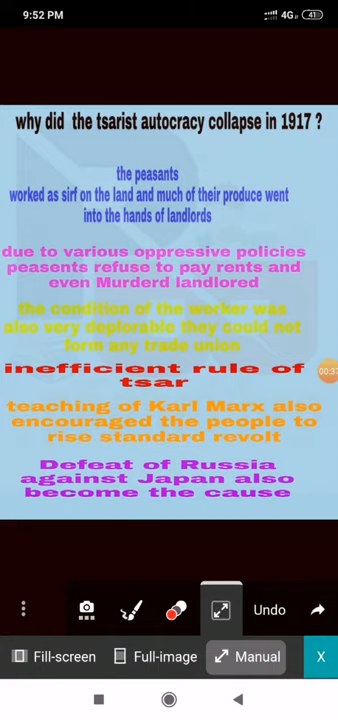 9:52 PM 4G 41
why did the tsarist autocracy collapse in 1917 ?
the peasants
worked as sirf on the land and much of their produce went
into the hands of landlords
due to various oppressive policies
peasents refuse to pay rents and
even Murderd landlored
the condition of the worker was
also very deplorable they could not
form any trade union
inefficient rule of
tsar
00:37
teaching of Karl Marx also
encouraged the people to
rise standard revolt
Defeat of Russia
against Japan also
become the cause
Undo
Fill-screen Full-image Manual X